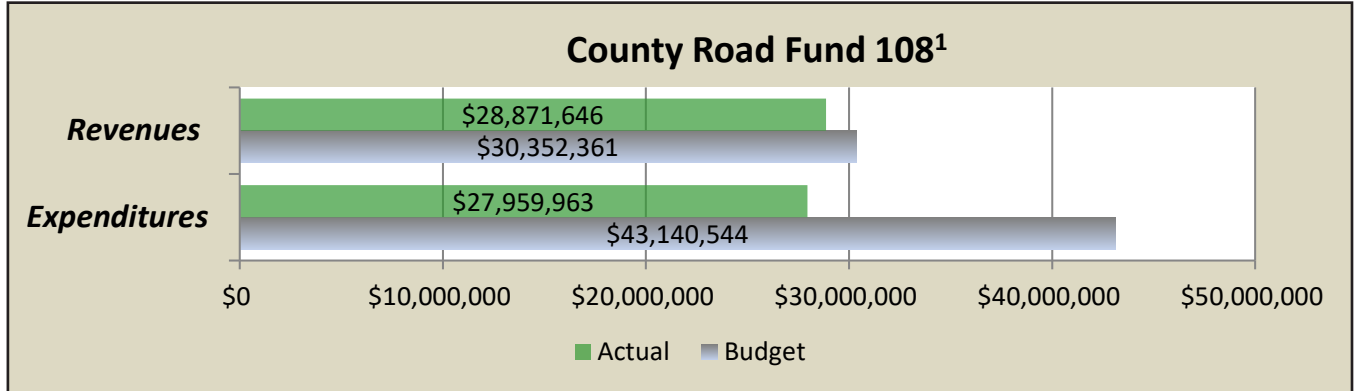 County Road Fund 108¹
Revenues
$28,871,646
$30,352,361
Expenditures
$27,959,963
$43,140,544
$0 $10,000,000 $20,000,000 $30,000,000 $40,000,000 $50,000,000
Actual Budget